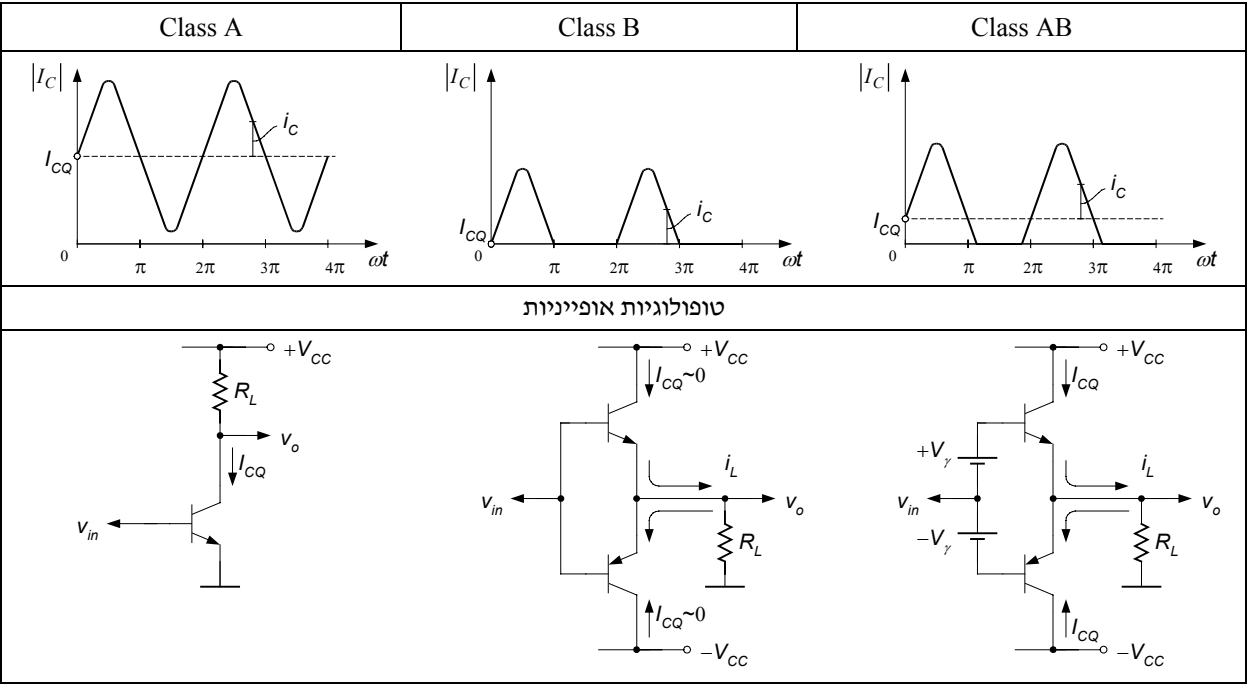 Class A
Class B
Class AB
|I_C|
i_C
I_CQ
0
π
2π
3π
4π
ωt
|I_C|
i_C
I_CQ
0
π
2π
3π
4π
ωt
|I_C|
i_C
I_CQ
0
π
2π
3π
4π
ωt
טופולוגיות אופייניות
+V_CC
R_L
v_o
I_CQ
v_in
+V_CC
I_CQ~0
i_L
v_in
v_o
R_L
I_CQ~0
−V_CC
+V_CC
I_CQ
+V_γ
i_L
v_in
v_o
−V_γ
R_L
I_CQ
−V_CC